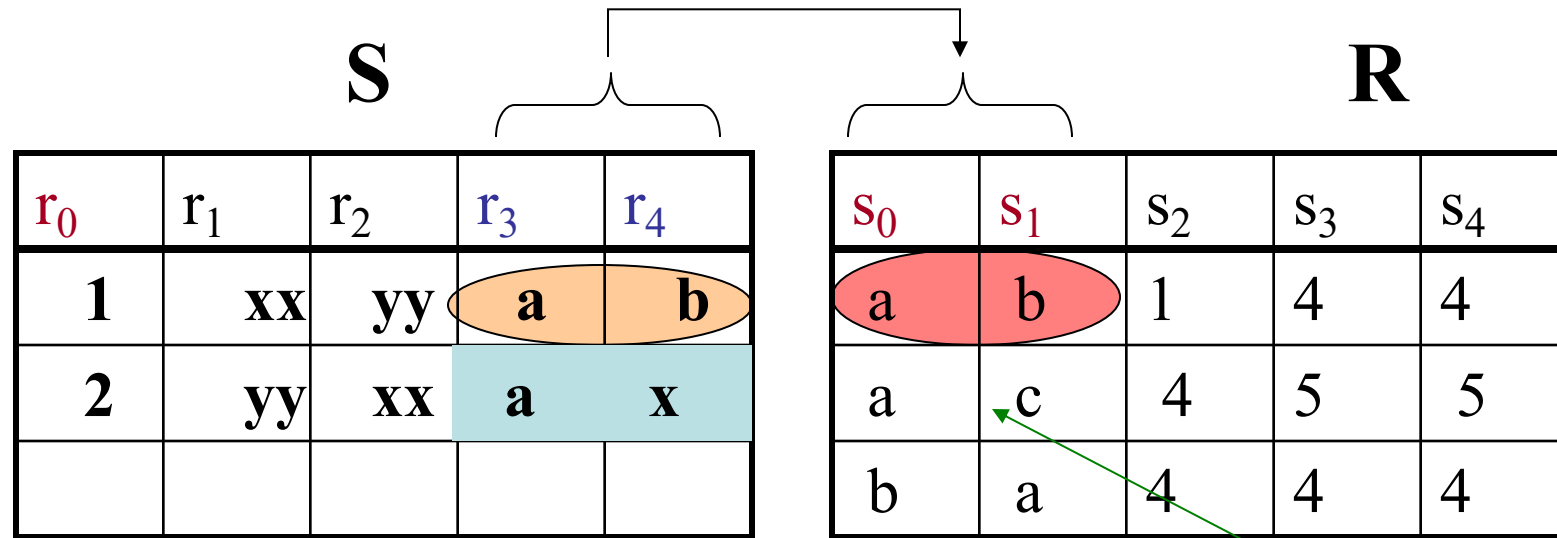 S R
r₀ r₁ r₂ r₃ r₄ s₀ s₁ s₂ s₃ s₄
1 xx yy a b a b 1 4 4
2 yy xx a x a c 4 5 5
b a 4 4 4